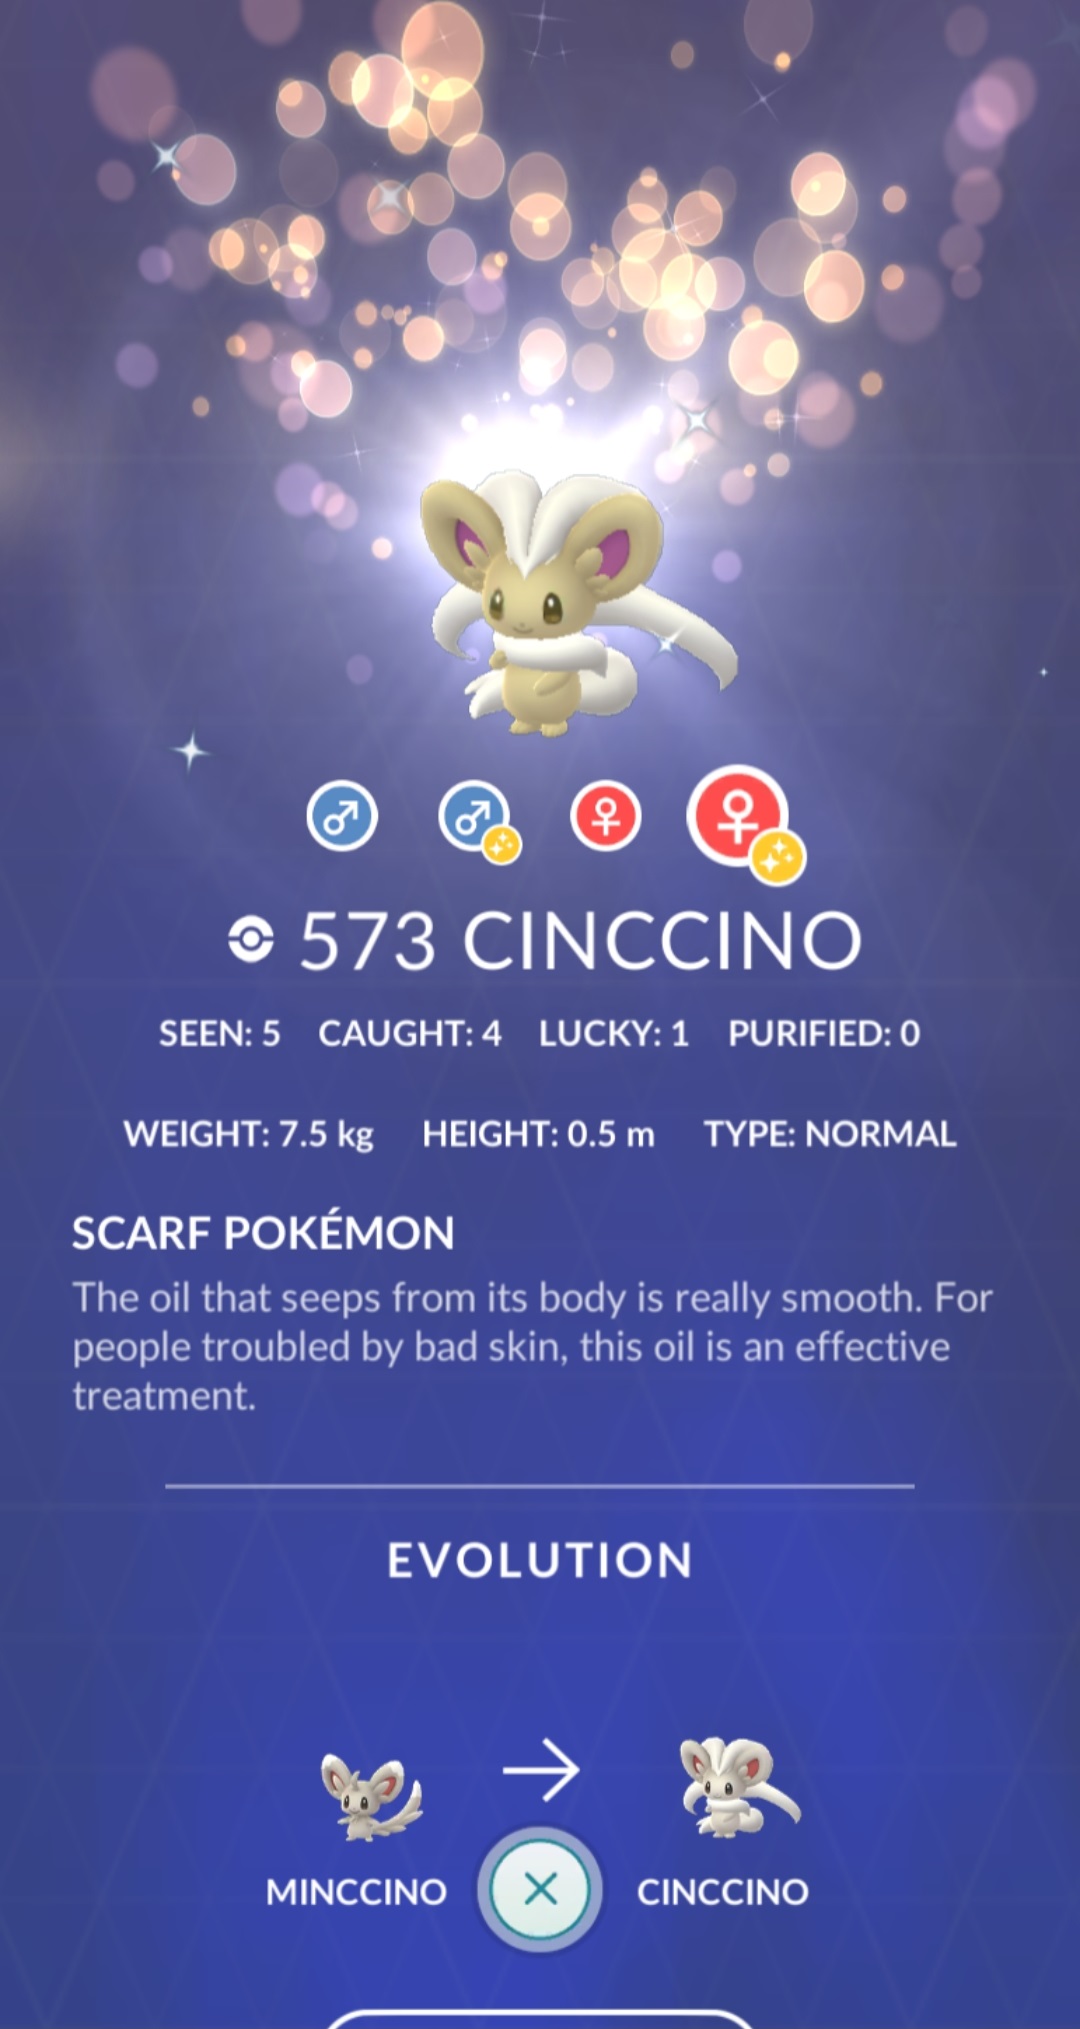 573 CINCCINO
SEEN: 5 CAUGHT: 4 LUCKY: 1 PURIFIED: 0
WEIGHT: 7.5 kg HEIGHT: 0.5 m TYPE: NORMAL
SCARF POKÉMON
The oil that seeps from its body is really smooth. For
people troubled by bad skin, this oil is an effective
treatment.
EVOLUTION
MINCCINO CINCCINO